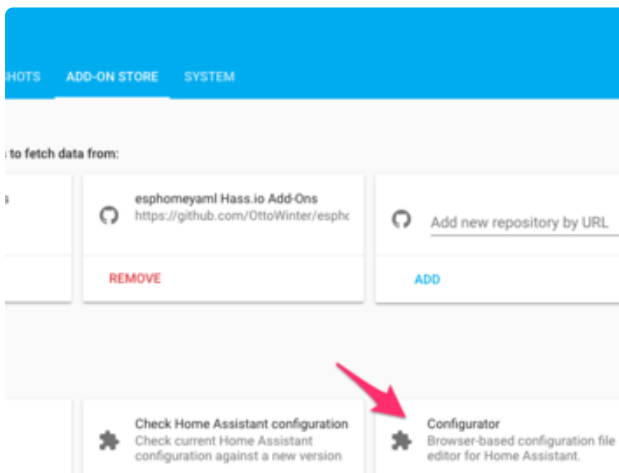 HOTS ADD-ON STORE SYSTEM
s to fetch data from:
s
esphomeyaml Hass.io Add-Ons
https://github.com/OttoWinter/esphc
Add new repository by URL
REMOVE
ADD
Check Home Assistant configuration
Check current Home Assistant
configuration against a new version
Configurator
Browser-based configuration file
editor for Home Assistant.